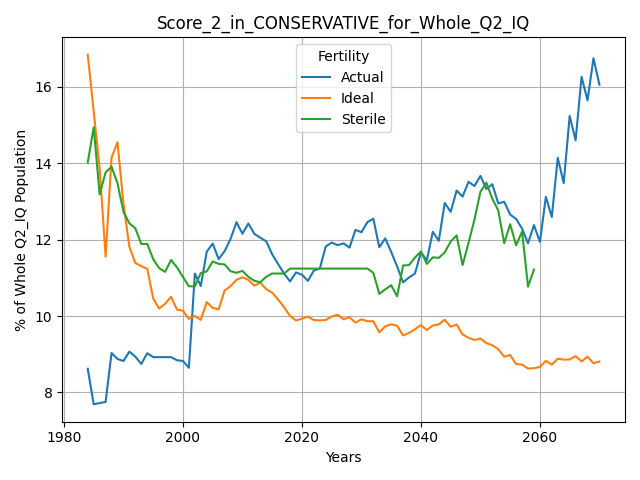 Score_2_in_CONSERVATIVE_for_Whole_Q2_IQ
Fertility
Actual
Ideal
Sterile
% of Whole Q2_IQ Population
16
14
12
10
8
1980
2000
2020
2040
2060
Years